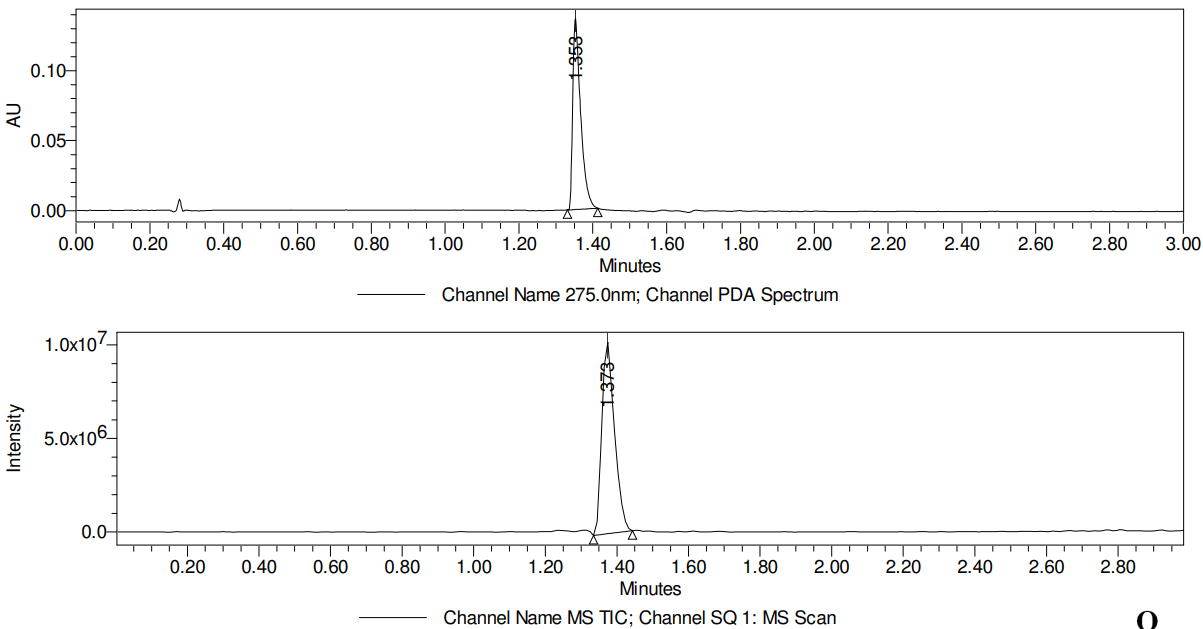 1.353
0.10
AU
0.05
0.00
0.00 0.20 0.40 0.60 0.80 1.00 1.20 1.40 1.60 1.80 2.00 2.20 2.40 2.60 2.80 3.00
Minutes
Channel Name 275.0nm; Channel PDA Spectrum
1.0x10⁷
1.373
Intensity
5.0x10⁶
0.0
0.20 0.40 0.60 0.80 1.00 1.20 1.40 1.60 1.80 2.00 2.20 2.40 2.60 2.80
Minutes
Channel Name MS TIC; Channel SQ 1: MS Scan